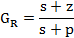 G_R = (s + z)/(s + p)